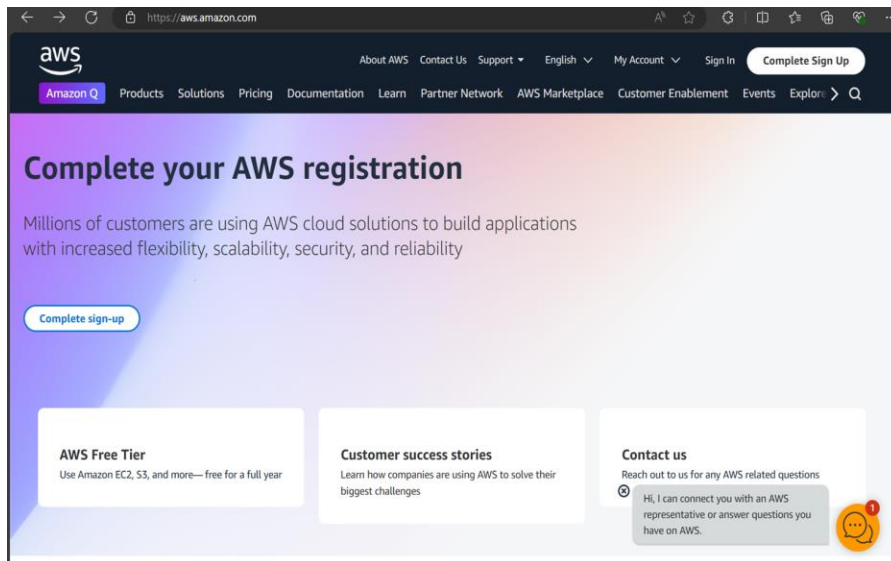 https://aws.amazon.com
aws
About AWS Contact Us Support English My Account Sign In Complete Sign Up
Amazon Q Products Solutions Pricing Documentation Learn Partner Network AWS Marketplace Customer Enablement Events Explore
Complete your AWS registration
Millions of customers are using AWS cloud solutions to build applications
with increased flexibility, scalability, security, and reliability
Complete sign-up
AWS Free Tier
Use Amazon EC2, S3, and more— free for a full year
Customer success stories
Learn how companies are using AWS to solve their
biggest challenges
Contact us
Reach out to us for any AWS related questions
Hi, I can connect you with an AWS
representative or answer questions you
have on AWS.
1